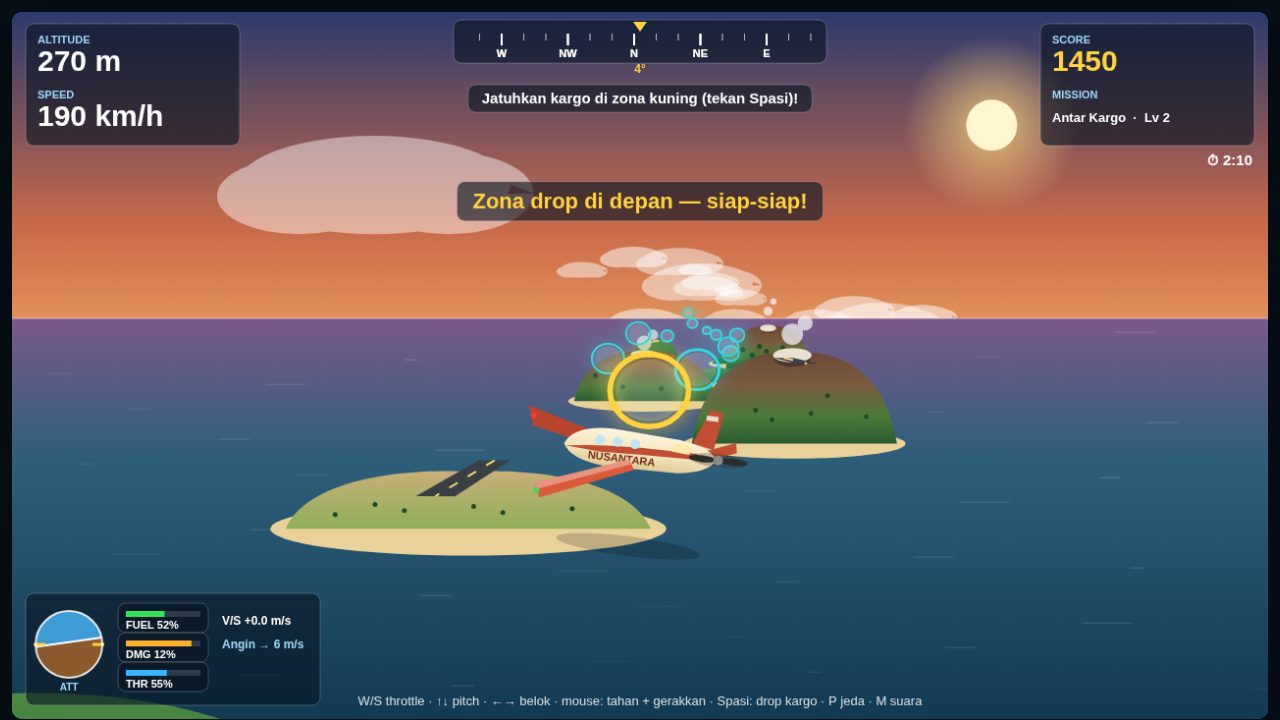 ALTITUDE
270 m
SPEED
190 km/h
W NW N NE E
4°
Jatuhkan kargo di zona kuning (tekan Spasi)!
SCORE
1450
MISSION
Antar Kargo · Lv 2
⏱ 2:10
Zona drop di depan — siap-siap!
NUSANTARA
FUEL 52%
DMG 12%
THR 55%
ATT
V/S +0.0 m/s
Angin → 6 m/s
W/S throttle · ↑↓ pitch · ←→ belok · mouse: tahan + gerakkan · Spasi: drop kargo · P jeda · M suara